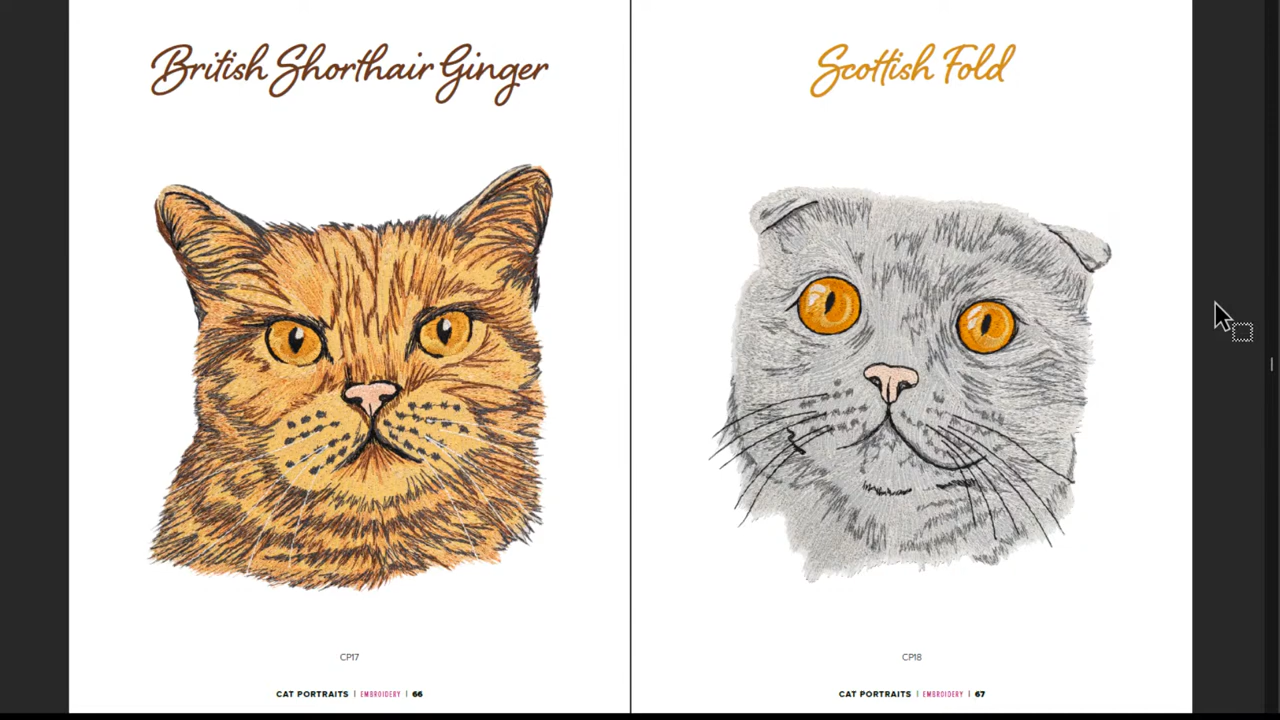 British Shorthair Ginger
CP17
CAT PORTRAITS | EMBROIDERY | 66
Scottish Fold
CP18
CAT PORTRAITS | EMBROIDERY | 67